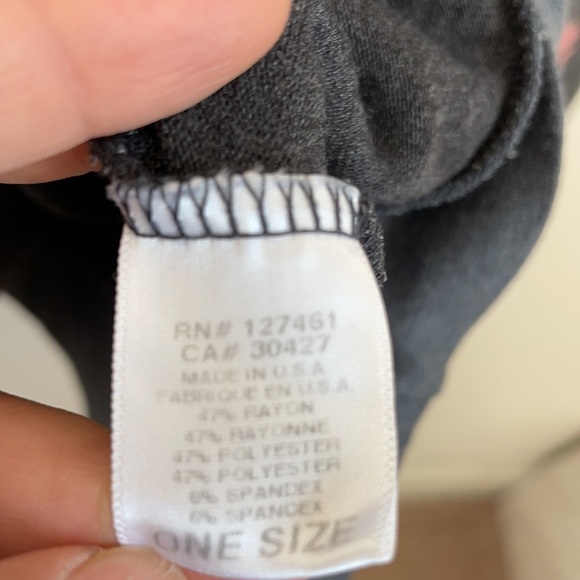 RN# 127461
CA# 30427
MADE IN U.S.A
FABRIQUE EN U.S.A.
47% RAYON
47% RAYONNE
47% POLYESTER
47% POLYESTER
6% SPANDEX
6% SPANDEX
ONE SIZE